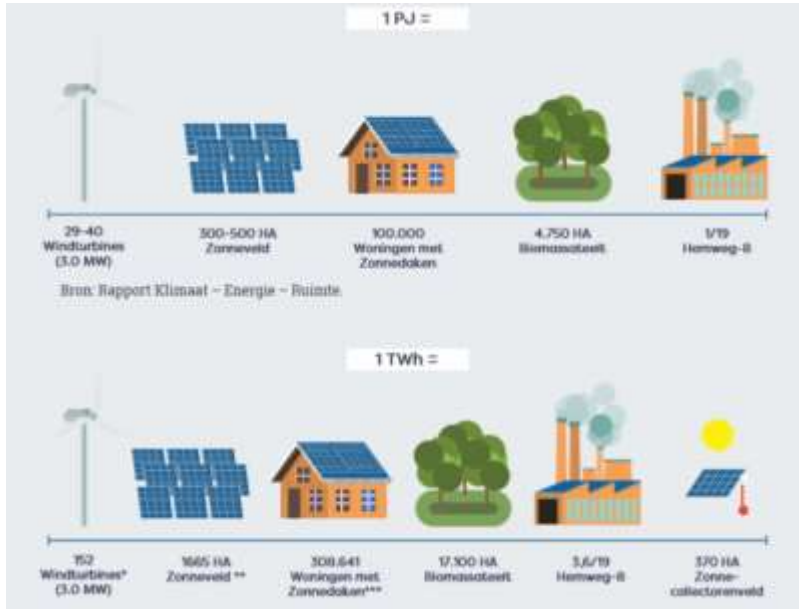 1 PJ =
29-40
Windturbines
(3.0 MW)
300-500 HA
Zonneveld
100.000
Woningen met
Zonnedaken
4.750 HA
Biomassateelt
1/19
Hemweg-8
Bron: Rapport Klimaat – Energie – Ruimte.
1 TWh =
152
Windturbines*
(3.0 MW)
1665 HA
Zonneveld **
308.641
Woningen met
Zonnedaken***
17.100 HA
Biomassateelt
3,6/19
Hemweg-8
370 HA
Zonne-
collectorenveld